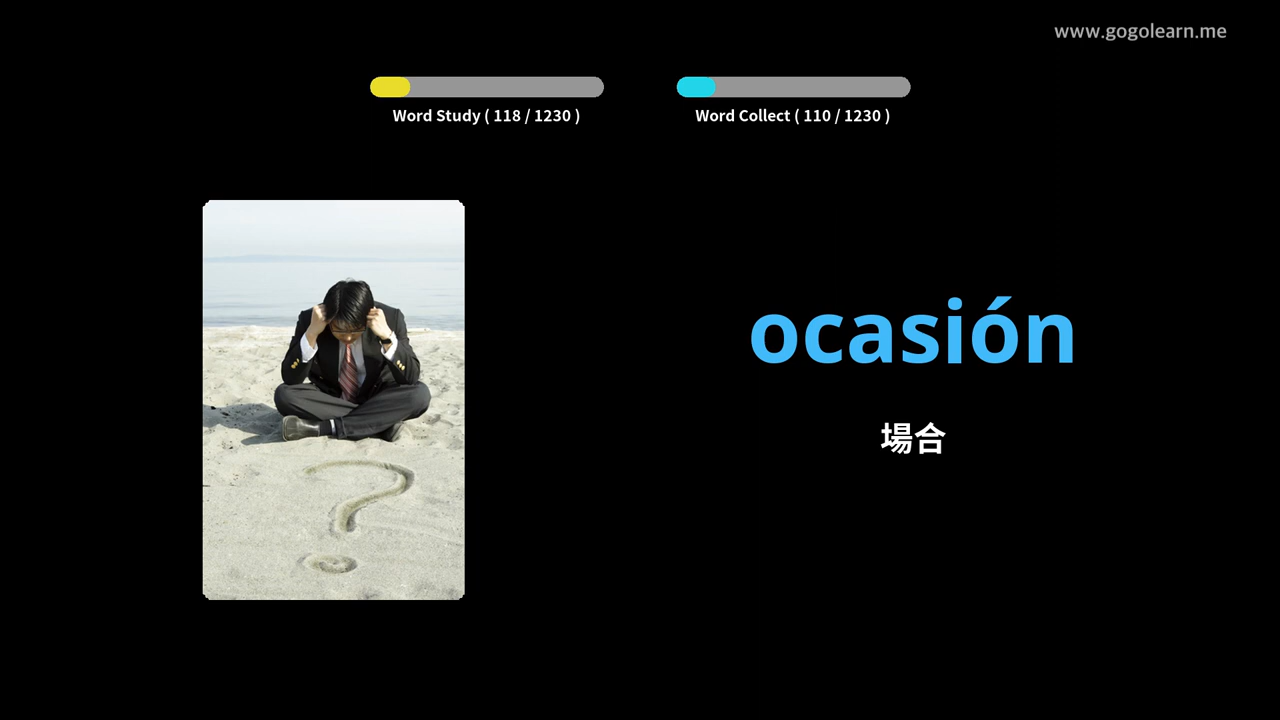 www.gogolearn.me
Word Study ( 118 / 1230 )
Word Collect ( 110 / 1230 )
ocasión
場合
?